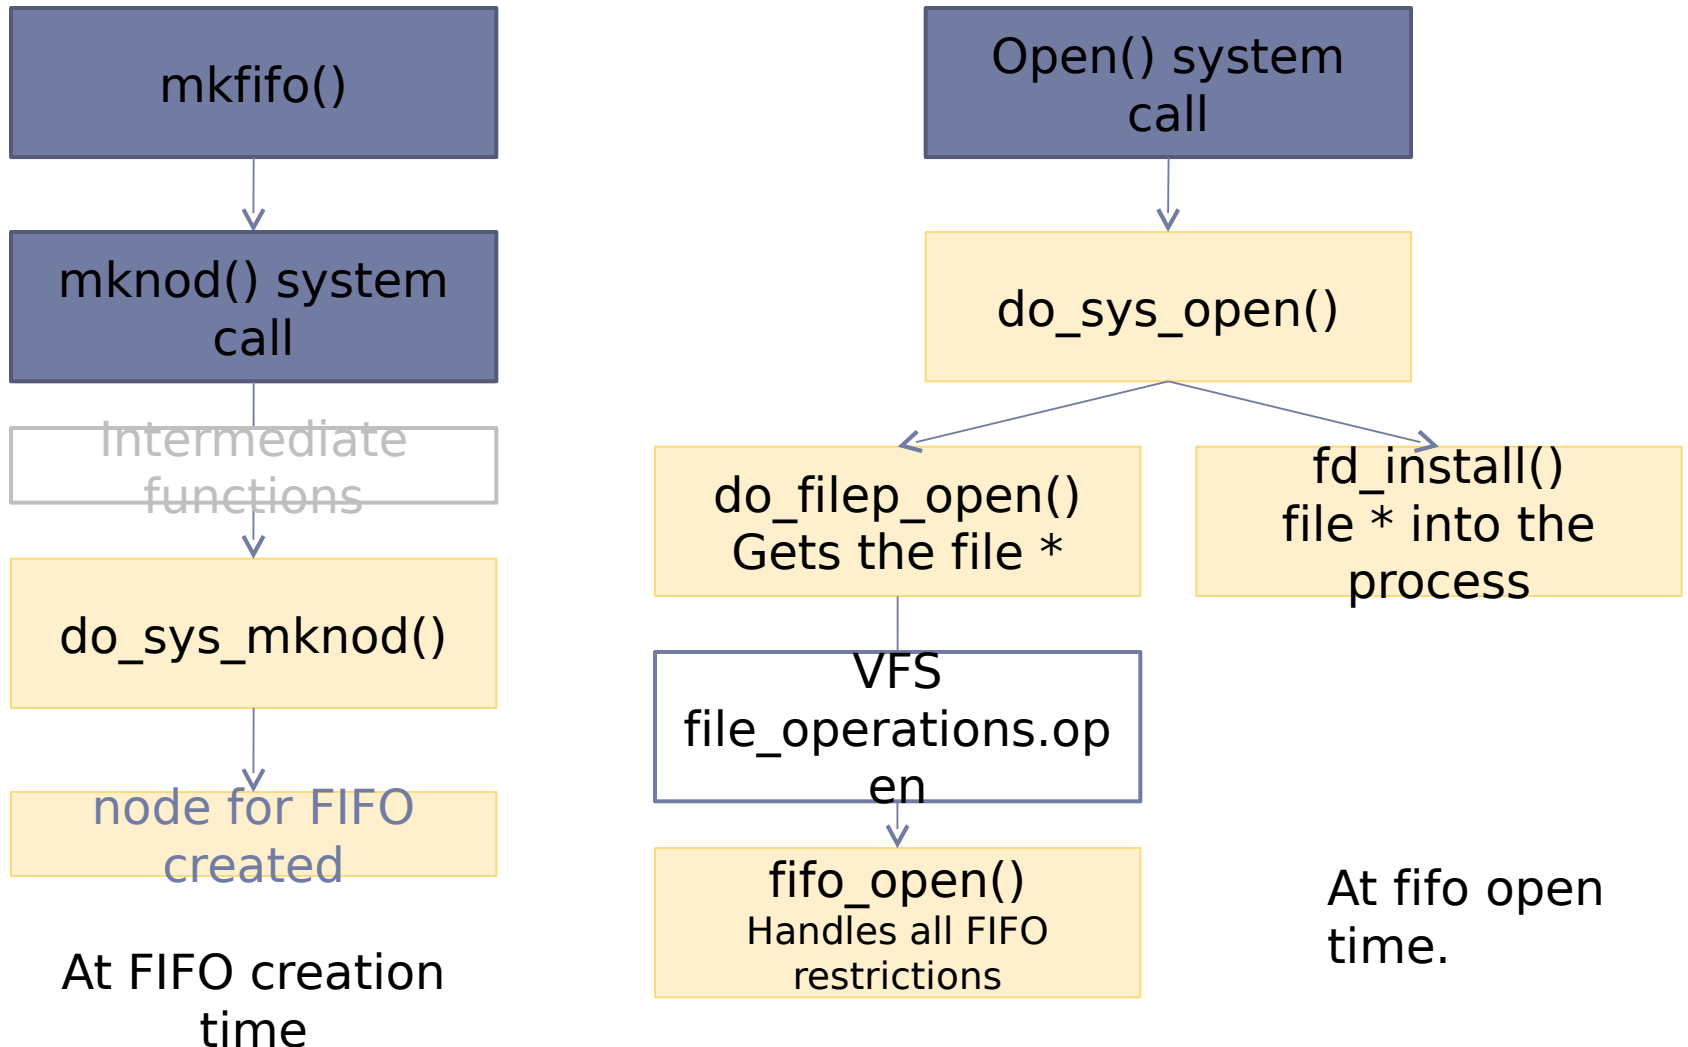 mkfifo()
mknod() system
call
Intermediate
functions
do_sys_mknod()
node for FIFO
created
At FIFO creation
time
Open() system
call
do_sys_open()
do_filep_open()
Gets the file *
fd_install()
file * into the
process
VFS
file_operations.op
en
fifo_open()
Handles all FIFO
restrictions
At fifo open
time.